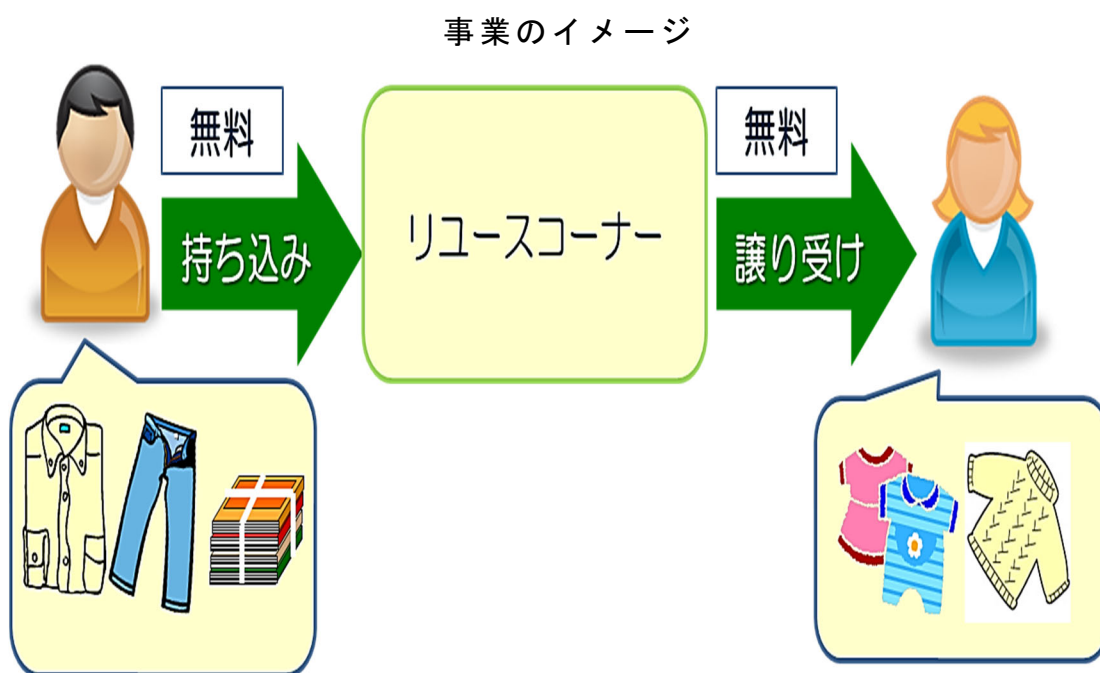 事業のイメージ
無料
持ち込み
リユースコーナー
無料
譲り受け